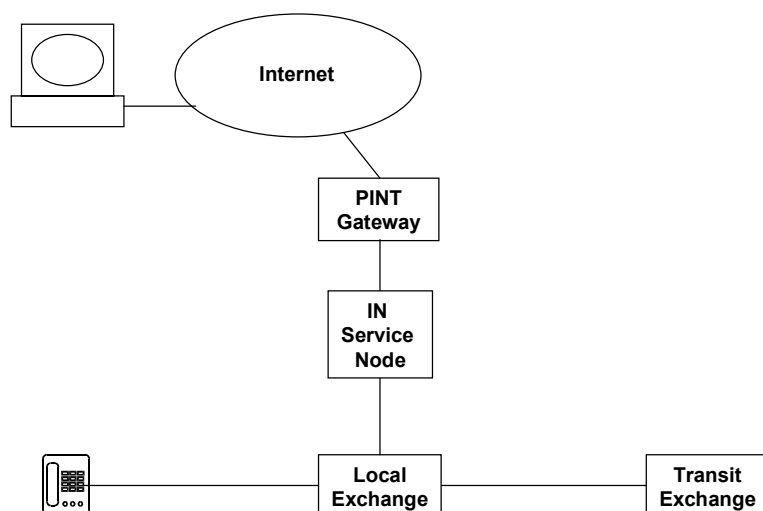 Internet
PINT
Gateway
IN
Service
Node
Local
Exchange
Transit
Exchange